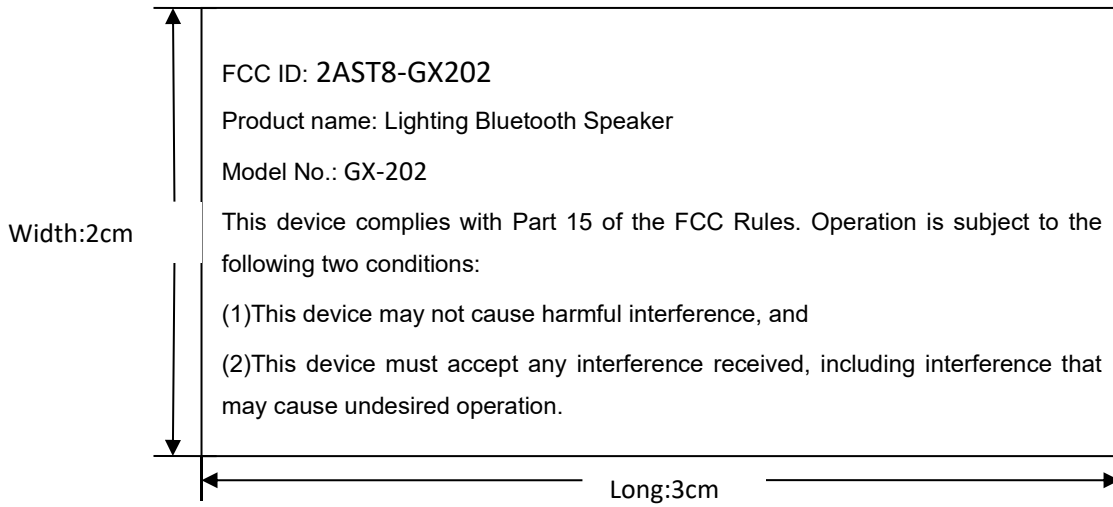 FCC ID: 2AST8-GX202
Product name: Lighting Bluetooth Speaker
Model No.: GX-202
This device complies with Part 15 of the FCC Rules. Operation is subject to the
following two conditions:
(1)This device may not cause harmful interference, and
(2)This device must accept any interference received, including interference that
may cause undesired operation.
Width:2cm
Long:3cm